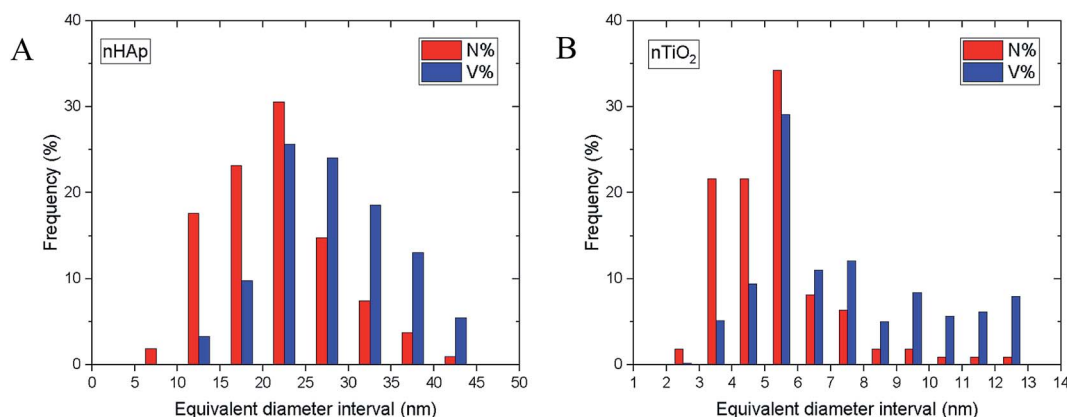 A
nHAp
N%
V%
Frequency (%)
40
30
20
10
0
0 5 10 15 20 25 30 35 40 45 50
Equivalent diameter interval (nm)
B
nTiO₂
N%
V%
Frequency (%)
40
30
20
10
0
1 2 3 4 5 6 7 8 9 10 11 12 13 14
Equivalent diameter interval (nm)